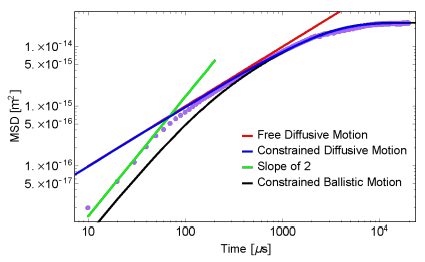 MSD [m²]
1.×10⁻¹⁴
5.×10⁻¹⁵
1.×10⁻¹⁵
5.×10⁻¹⁶
1.×10⁻¹⁶
5.×10⁻¹⁷
Free Diffusive Motion
Constrained Diffusive Motion
Slope of 2
Constrained Ballistic Motion
10 100 1000 10⁴
Time [μs]